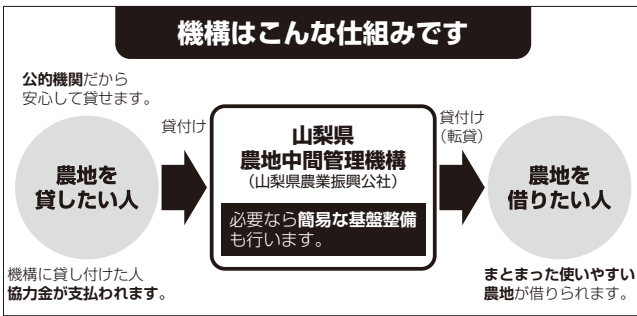 機構はこんな仕組みです
公的機関だから
安心して貸せます。
農地を
貸したい人
機構に貸し付けた人
協力金が支払われます。
貸付け
山梨県
農地中間管理機構
(山梨県農業振興公社)
必要なら簡易な基盤整備
も行います。
貸付け
(転貸)
農地を
借りたい人
まとまった使いやすい
農地が借りられます。